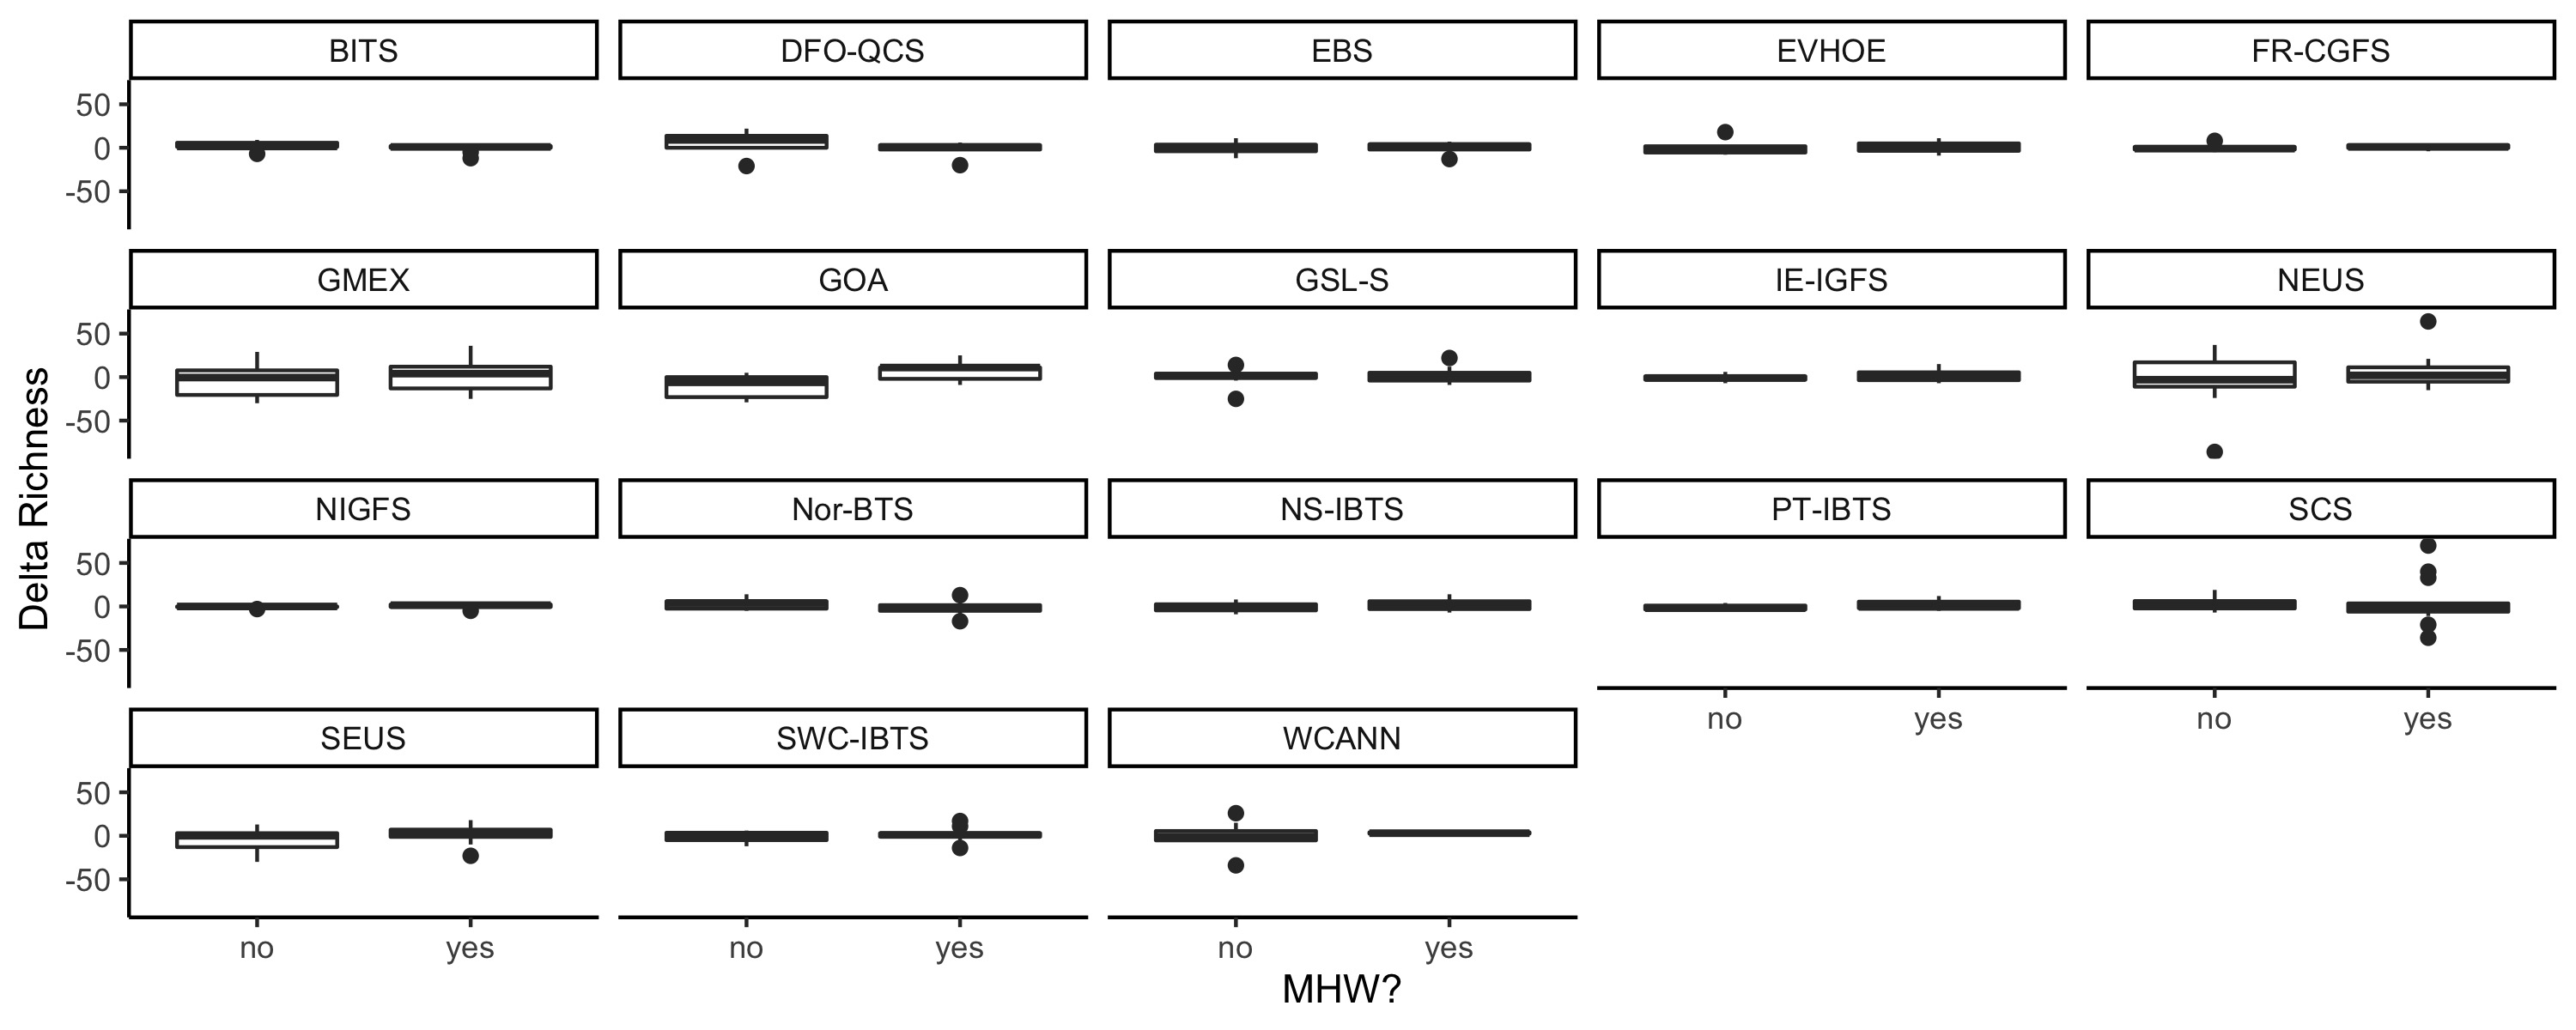 BITS DFO-QCS EBS EVHOE FR-CGFS
50
0
-50
GMEX GOA GSL-S IE-IGFS NEUS
50
0
-50
Delta Richness
NIGFS Nor-BTS NS-IBTS PT-IBTS SCS
50
0
-50
no yes no yes
SEUS SWC-IBTS WCANN
50
0
-50
no yes no yes no yes
MHW?